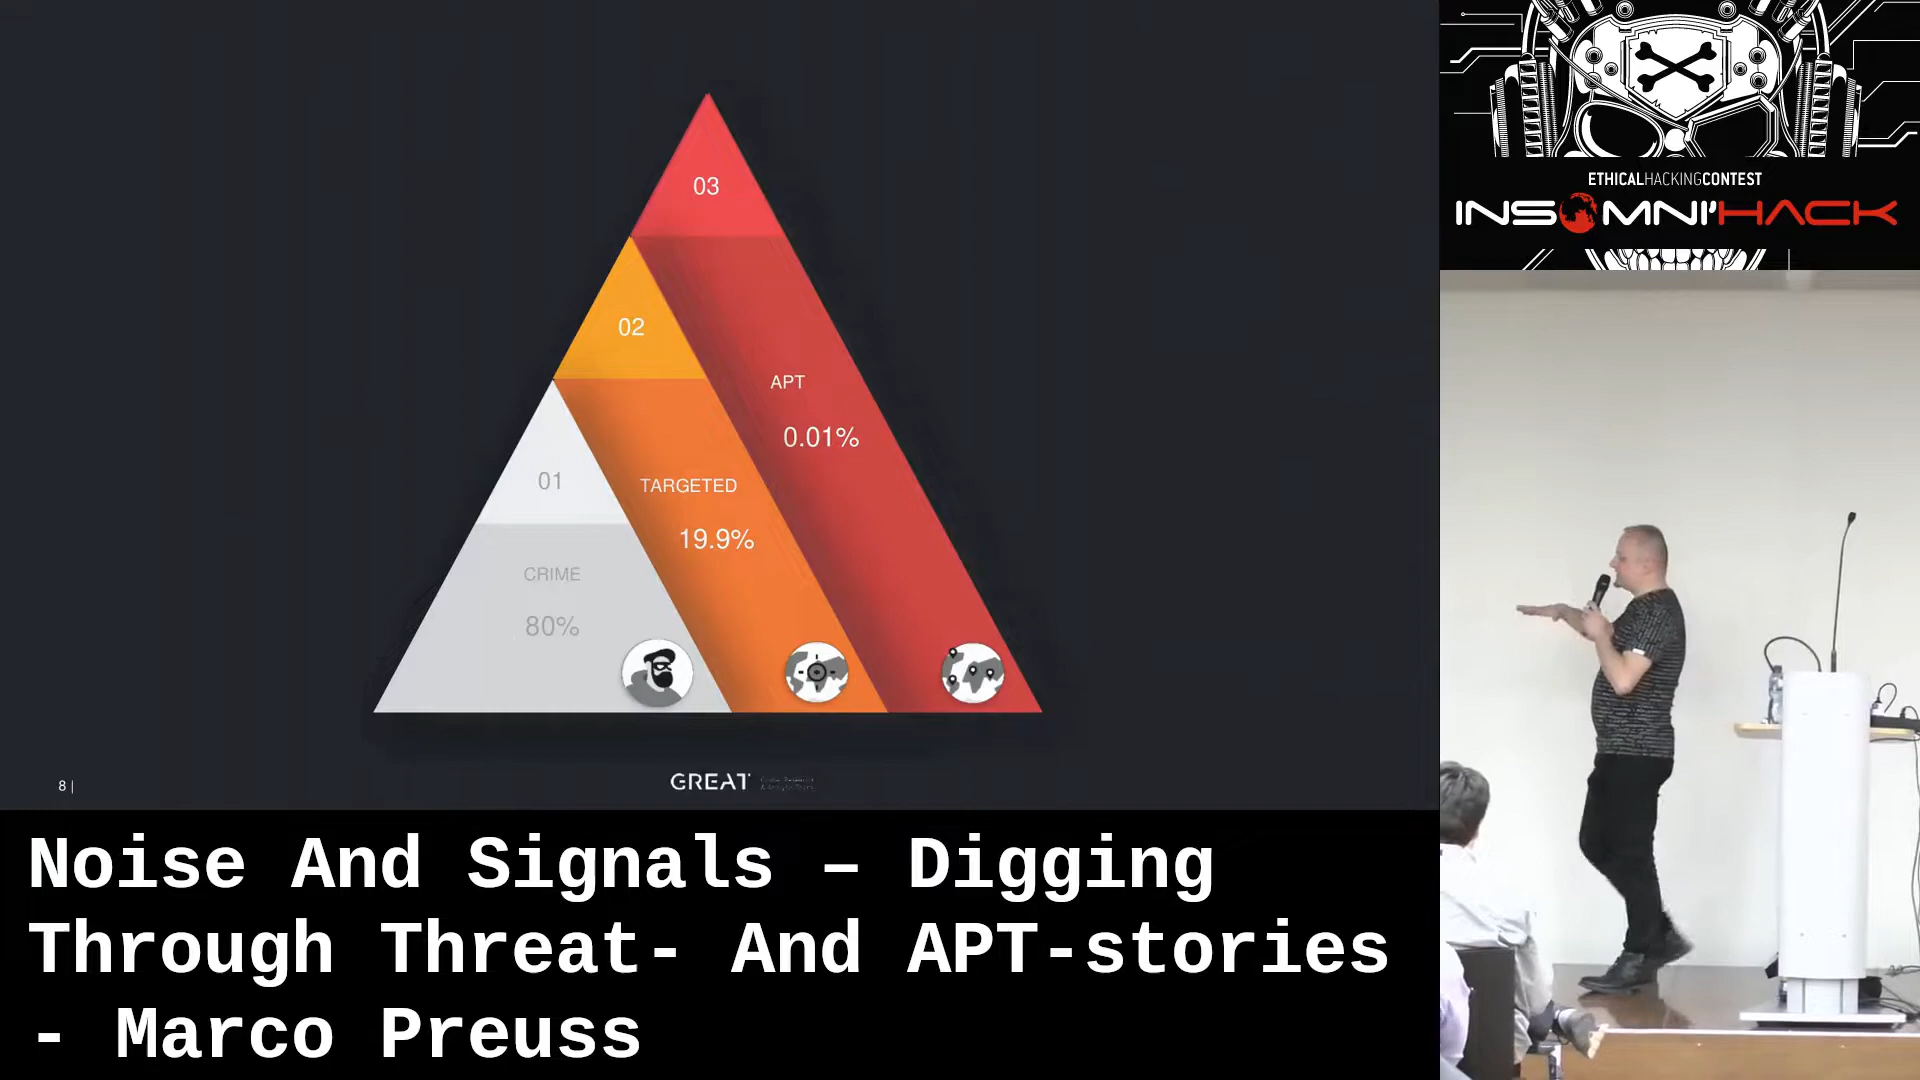 03
02
APT
0.01%
01
TARGETED
19.9%
CRIME
80%
8 |
GREAT
ETHICALHACKINGCONTEST
INSOMNI'HACK
Noise And Signals – Digging
Through Threat- And APT-stories
- Marco Preuss